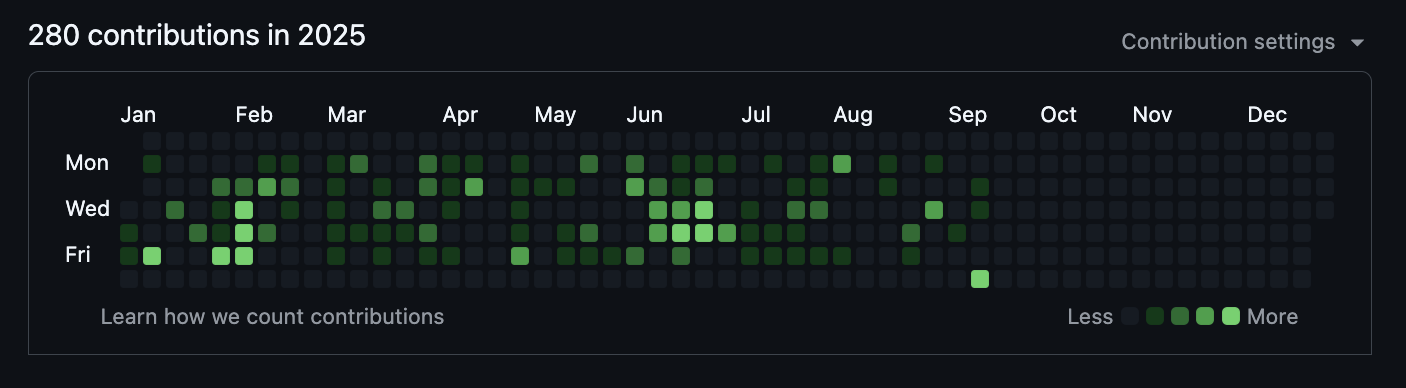 280 contributions in 2025
Contribution settings
Jan Feb Mar Apr May Jun Jul Aug Sep Oct Nov Dec
Mon
Wed
Fri
Learn how we count contributions
Less More